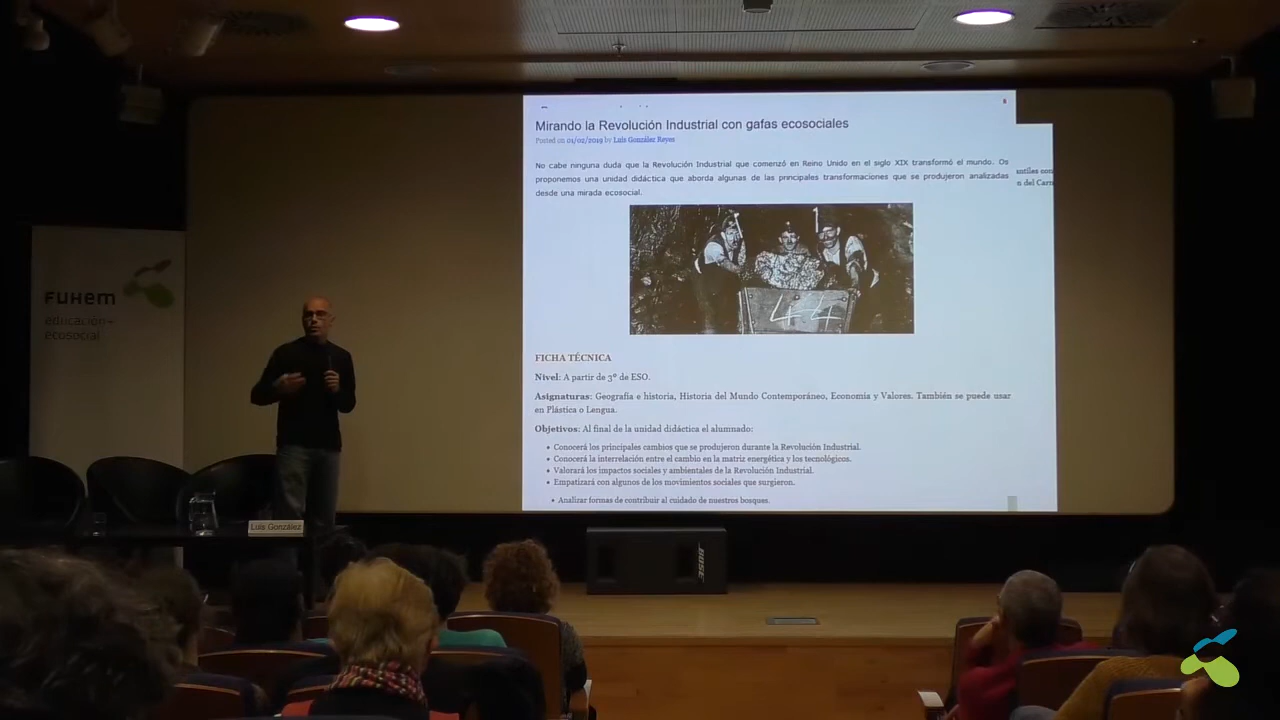 Mirando la Revolución Industrial con gafas ecosociales
Posted on 01/02/2019 by Luis González Reyes
No cabe ninguna duda que la Revolución Industrial que comenzó en Reino Unido en el siglo XIX transformó el mundo. Os
proponemos una unidad didáctica que aborda algunas de las principales transformaciones que se produjeron analizadas
desde una mirada ecosocial.
antiles con
n del Carm
44
FICHA TÉCNICA
Nivel: A partir de 3º de ESO.
Asignaturas: Geografía e historia, Historia del Mundo Contemporáneo, Economía y Valores. También se puede usar
en Plástica o Lengua.
Objetivos: Al final de la unidad didáctica el alumnado:
• Conocerá los principales cambios que se produjeron durante la Revolución Industrial.
• Conocerá la interrelación entre el cambio en la matriz energética y los tecnológicos.
• Valorará los impactos sociales y ambientales de la Revolución Industrial.
• Empatizará con algunos de los movimientos sociales que surgieron.
• Analizar formas de contribuir al cuidado de nuestros bosques.
FUHEM
educación+
ecosocial
Luis González
BOSE